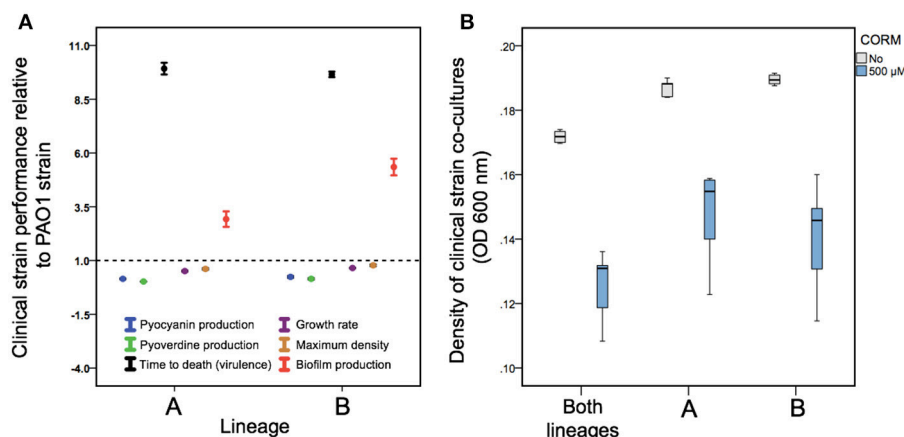 A
Clinical strain performance relative
to PAO1 strain
11.0
8.5
6.0
3.5
1.0
-1.5
-4.0
Pyocyanin production
Pyoverdine production
Time to death (virulence)
Growth rate
Maximum density
Biofilm production
A
B
Lineage
B
Density of clinical strain co-cultures
(OD 600 nm)
.20
.18
.16
.14
.12
.10
CORM
No
500 µM
Both
lineages
A
B